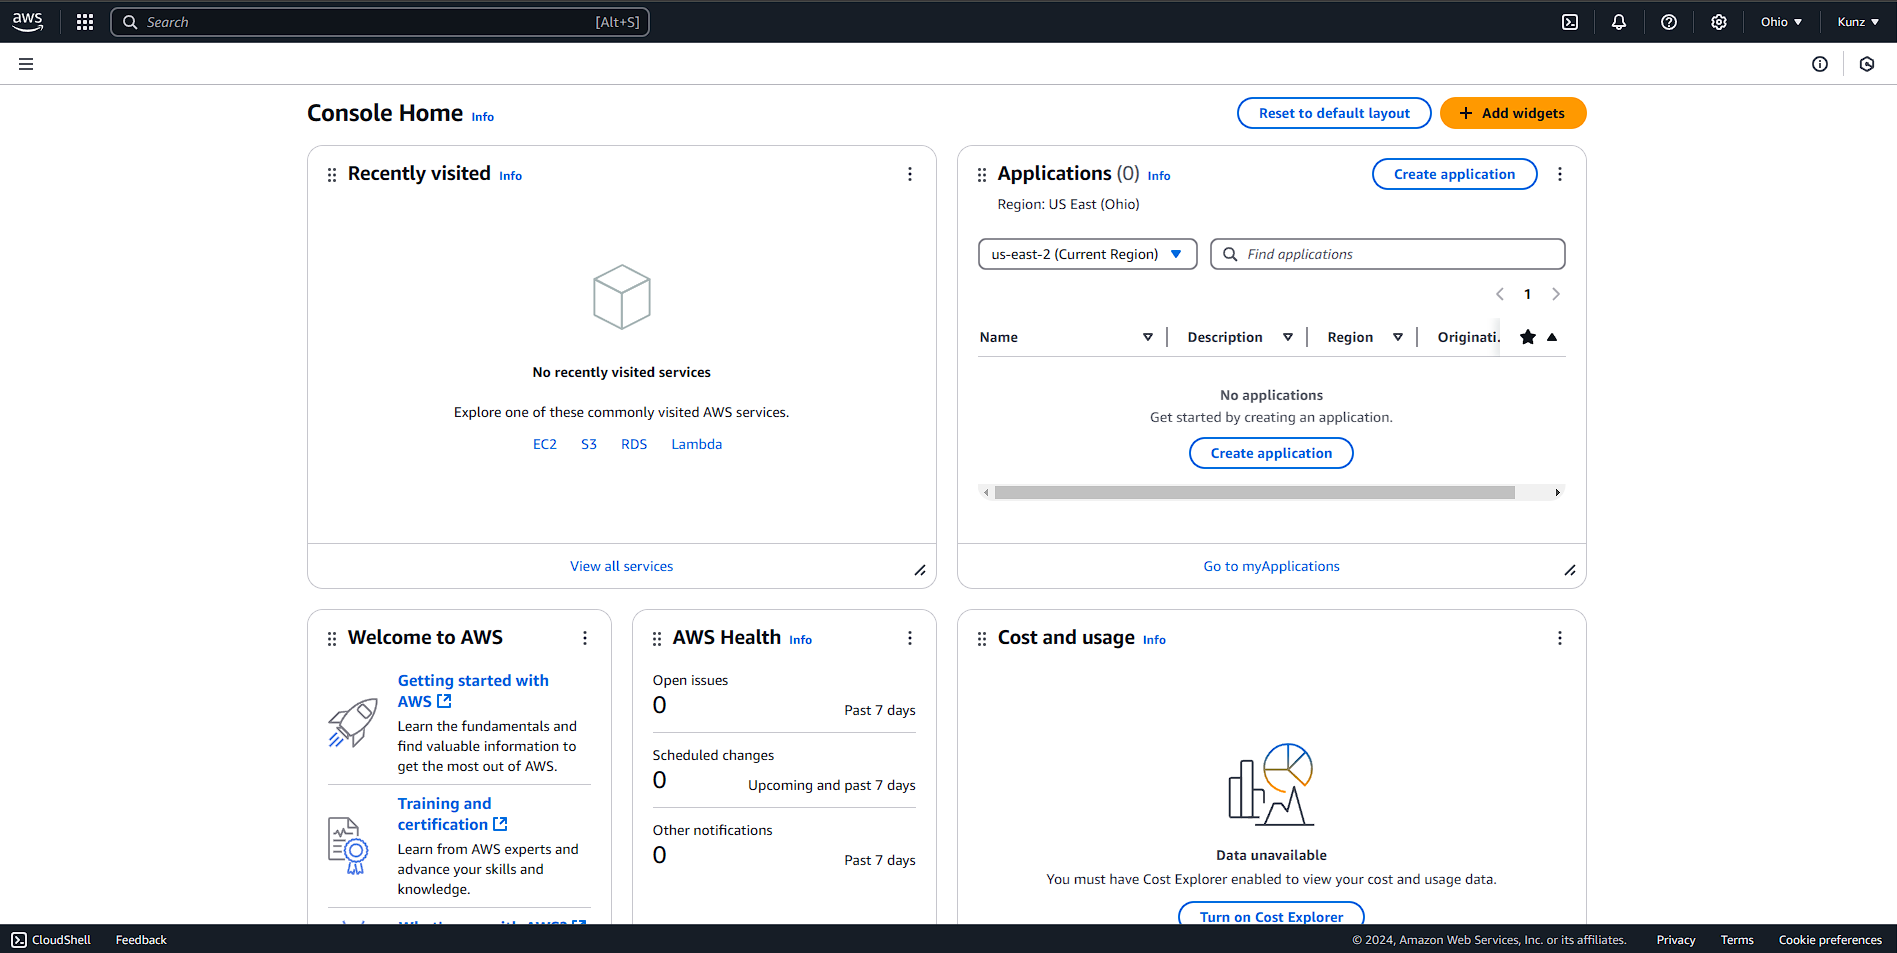 aws
Search
[Alt+S]
Ohio
Kunz
Console Home Info
Reset to default layout
Add widgets
Recently visited Info
No recently visited services
Explore one of these commonly visited AWS services.
EC2 S3 RDS Lambda
View all services
Applications (0) Info
Create application
Region: US East (Ohio)
us-east-2 (Current Region)
Find applications
1
Name Description Region Originati.
No applications
Get started by creating an application.
Create application
Go to myApplications
Welcome to AWS
Getting started with
AWS
Learn the fundamentals and
find valuable information to
get the most out of AWS.
Training and
certification
Learn from AWS experts and
advance your skills and
knowledge.
AWS Health Info
Open issues
0
Past 7 days
Scheduled changes
0
Upcoming and past 7 days
Other notifications
0
Past 7 days
Cost and usage Info
Data unavailable
You must have Cost Explorer enabled to view your cost and usage data.
Turn on Cost Explorer
CloudShell
Feedback
© 2024, Amazon Web Services, Inc. or its affiliates.
Privacy
Terms
Cookie preferences